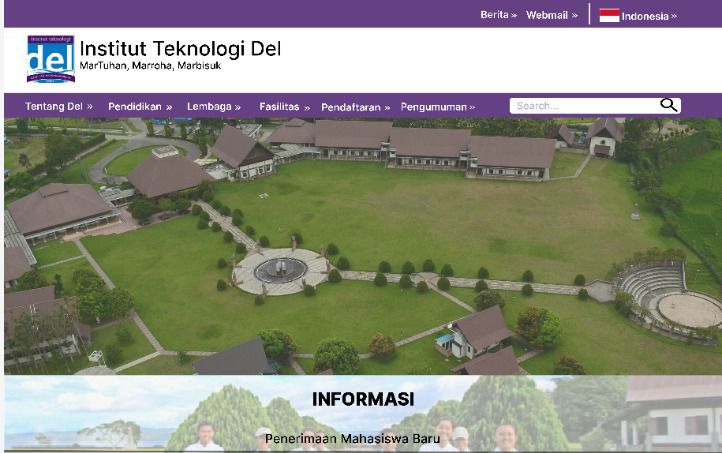 Berita » Webmail » Indonesia »
institut teknologi
del
Institut Teknologi Del
MarTuhan, Marroha, Marbisuk
Tentang Del » Pendidikan » Lembaga » Fasilitas » Pendaftaran » Pengumuman » Search...
INFORMASI
Penerimaan Mahasiswa Baru